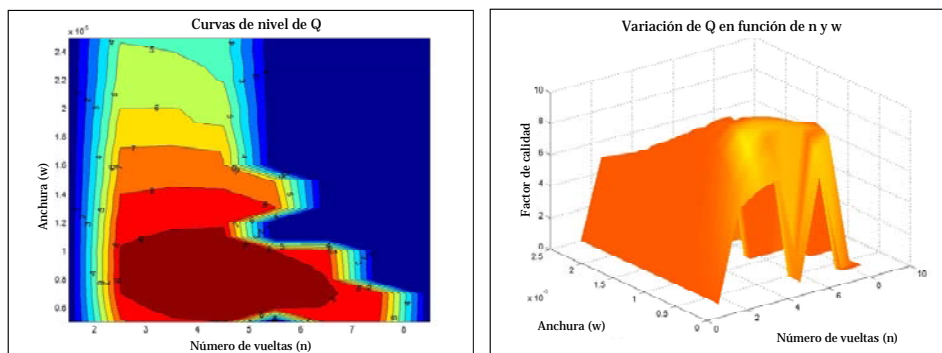 Curvas de nivel de Q
x 10⁻⁵
2.4
2.2
2
1.8
1.6
1.4
1.2
1
0.8
0.6
Anchura (w)
2 3 4 5 6 7 8
Número de vueltas (n)
Variación de Q en función de n y w
10
8
6
4
2
0
Factor de calidad
2.5
2
1.5
1
0.5
0
x 10⁻⁵
Anchura (w)
0 2 4 6 8 10
Número de vueltas (n)